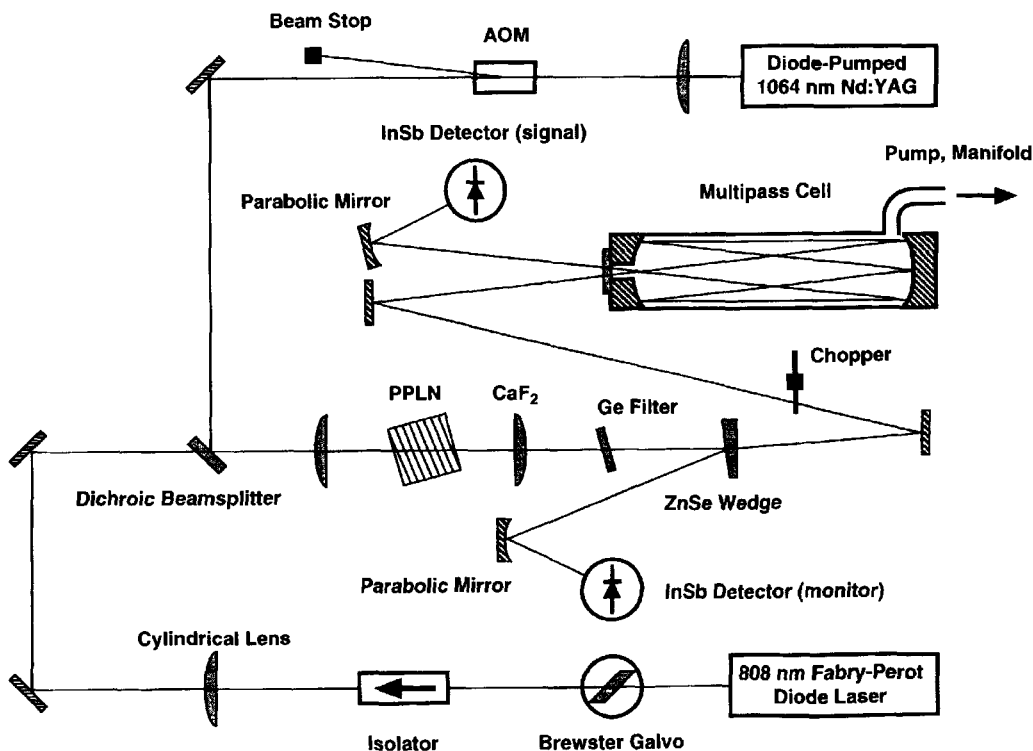 Beam Stop
AOM
Diode-Pumped
1064 nm Nd:YAG
InSb Detector (signal)
Pump, Manifold
Parabolic Mirror
Multipass Cell
Chopper
PPLN
CaF₂
Ge Filter
Dichroic Beamsplitter
ZnSe Wedge
Parabolic Mirror
InSb Detector (monitor)
Cylindrical Lens
808 nm Fabry-Perot
Diode Laser
Isolator
Brewster Galvo